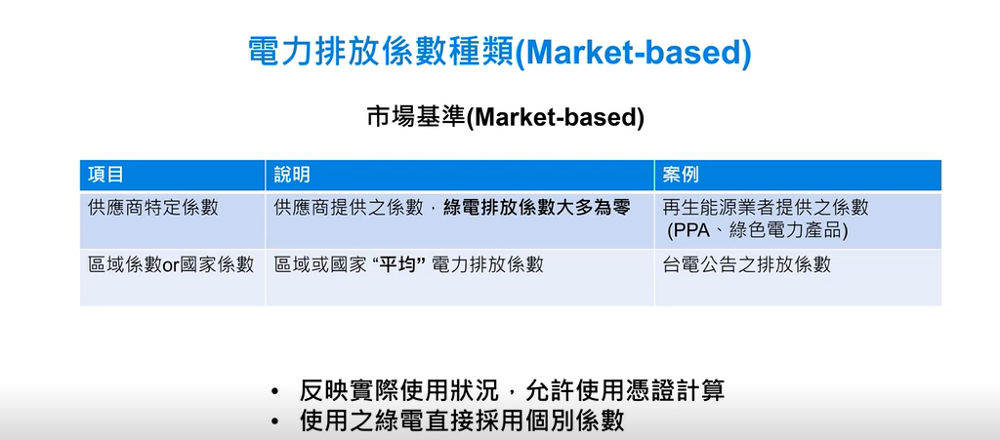 電力排放係數種類(Market-based)
市場基準(Market-based)
項目 說明 案例
供應商特定係數 供應商提供之係數，綠電排放係數大多為零 再生能源業者提供之係數
(PPA、綠色電力產品)
區域係數or國家係數 區域或國家 “平均” 電力排放係數 台電公告之排放係數
• 反映實際使用狀況，允許使用憑證計算
• 使用之綠電直接採用個別係數